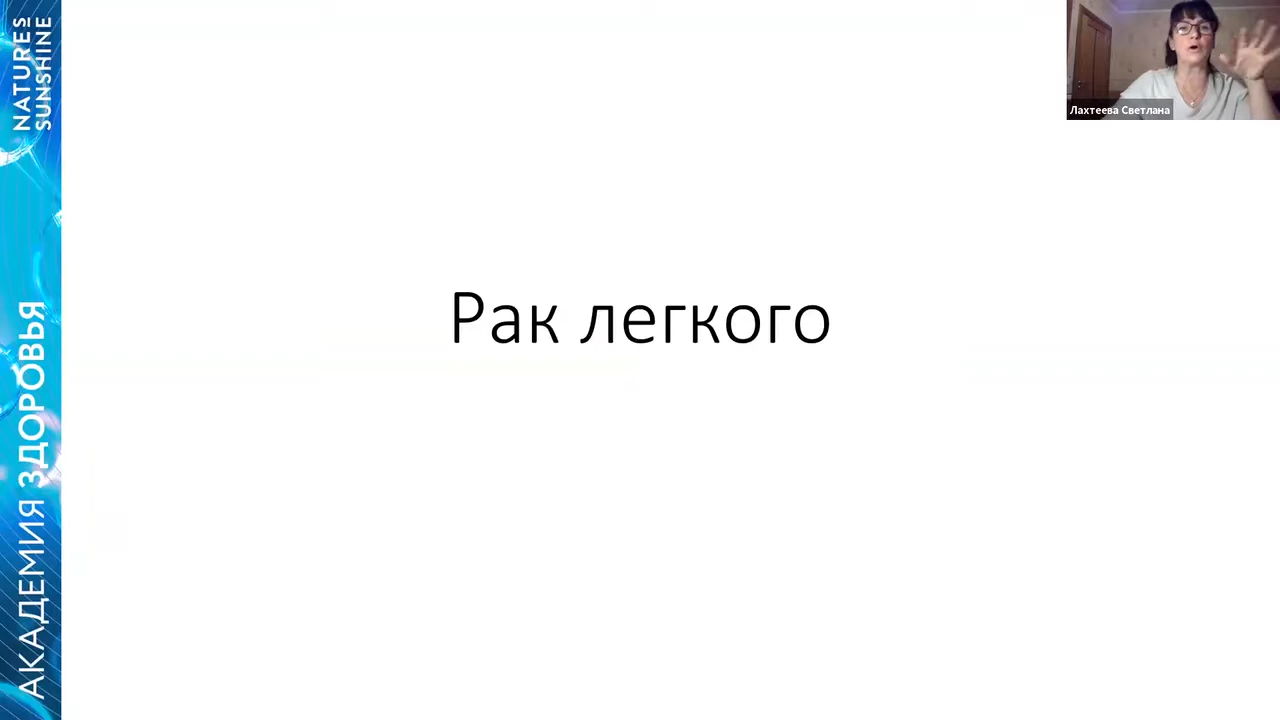 NATURE'S
SUNSHINE
АКАДЕМИЯ ЗДОРОВЬЯ
Рак легкого
Лахтеева Светлана